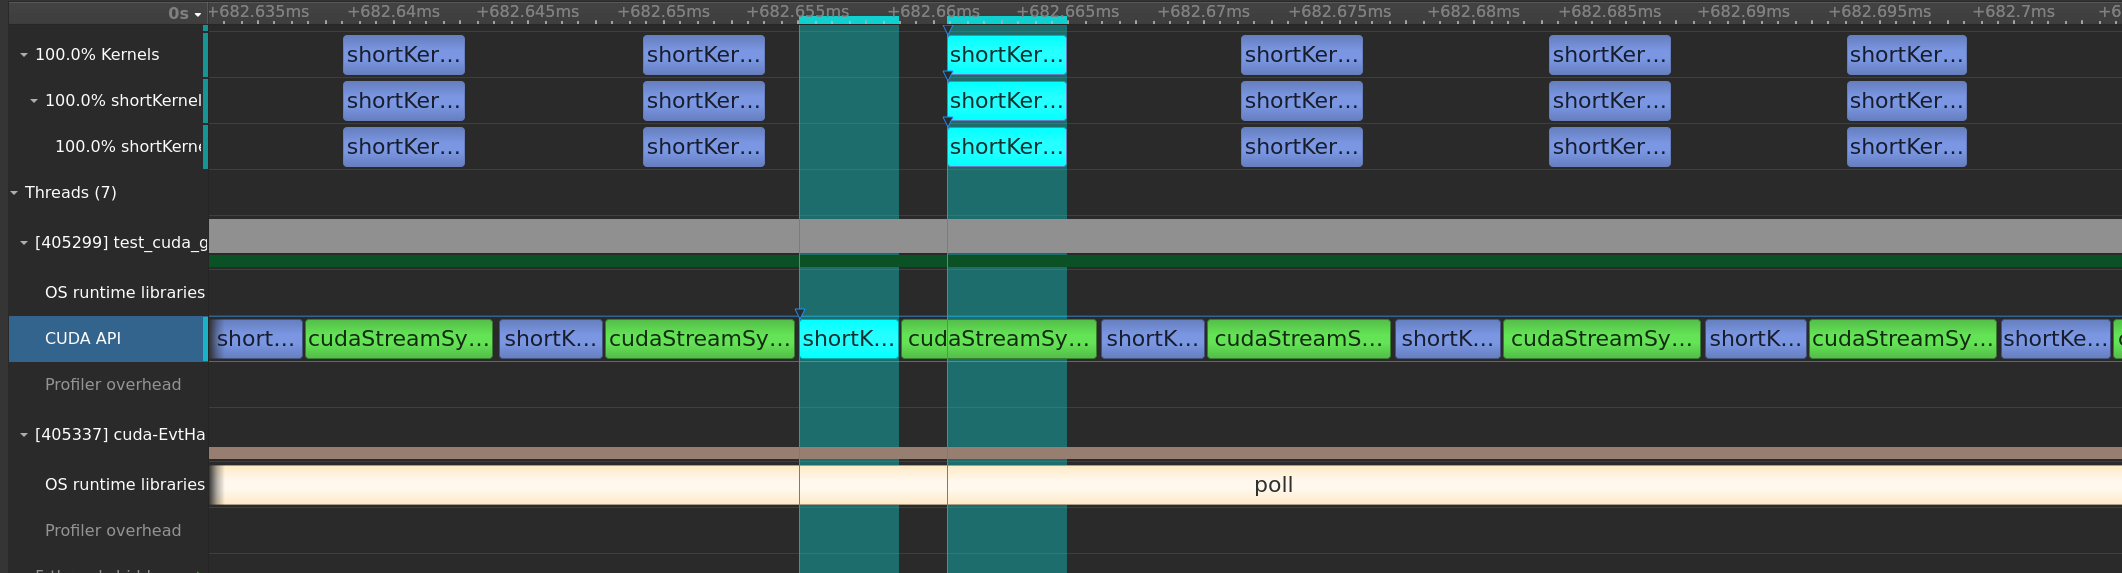 0s +682.635ms +682.64ms +682.645ms +682.65ms +682.655ms +682.66ms +682.665ms +682.67ms +682.675ms +682.68ms +682.685ms +682.69ms +682.695ms +682.7ms +6
100.0% Kernels shortKer... shortKer... shortKer... shortKer... shortKer... shortKer...
100.0% shortKernel shortKer... shortKer... shortKer... shortKer... shortKer... shortKer...
100.0% shortKerne shortKer... shortKer... shortKer... shortKer... shortKer... shortKer...
Threads (7)
[405299] test_cuda_g
OS runtime libraries
CUDA API short... cudaStreamSy... shortK... cudaStreamSy... shortK... cudaStreamSy... shortK... cudaStreamS... shortK... cudaStreamSy... shortK... cudaStreamSy... shortKe...
Profiler overhead
[405337] cuda-EvtHa
OS runtime libraries poll
Profiler overhead